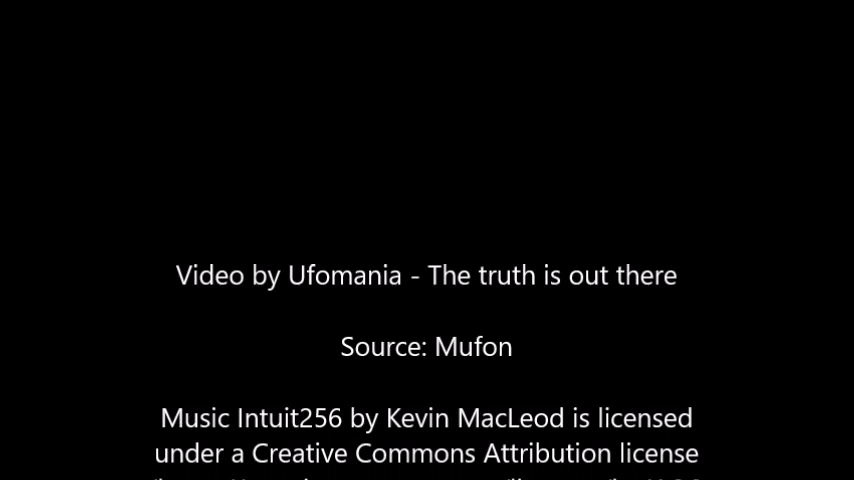 Video by Ufomania - The truth is out there
Source: Mufon
Music Intuit256 by Kevin MacLeod is licensed
under a Creative Commons Attribution license